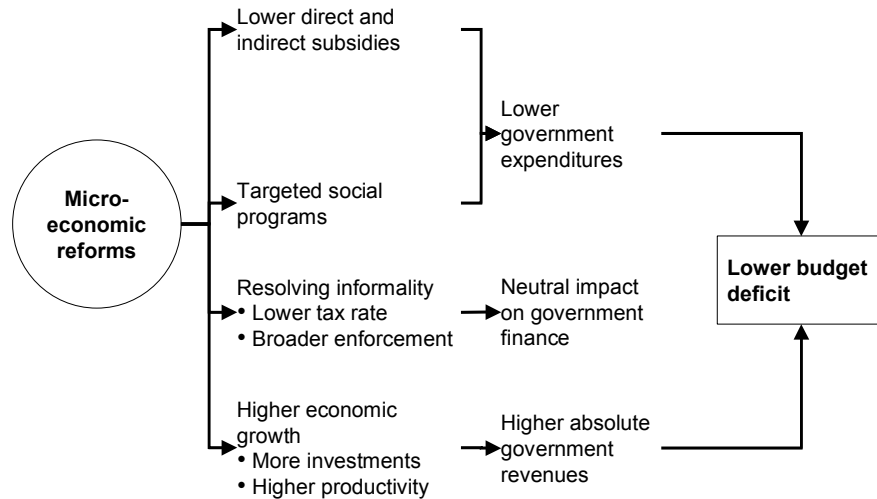 Lower direct and
indirect subsidies
Lower
government
expenditures
Micro-
economic
reforms
Targeted social
programs
Lower budget
deficit
Resolving informality
• Lower tax rate
• Broader enforcement
Neutral impact
on government
finance
Higher economic
growth
• More investments
• Higher productivity
Higher absolute
government
revenues